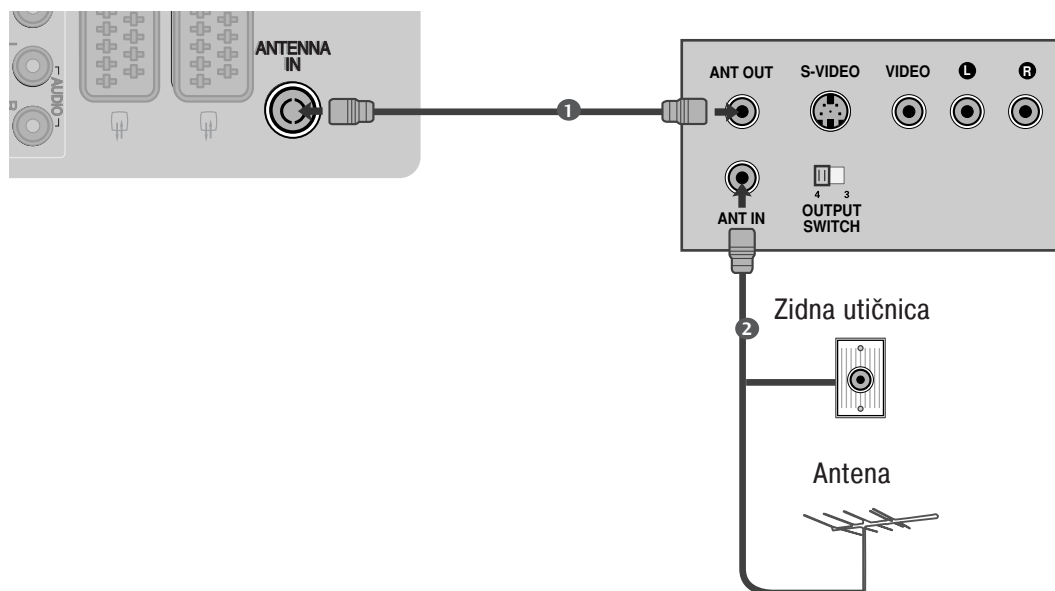 ANTENNA
IN
AUDIO
R
1
ANT OUT
S-VIDEO
VIDEO
L
R
ANT IN
4 3
OUTPUT
SWITCH
2
Zidna utičnica
Antena